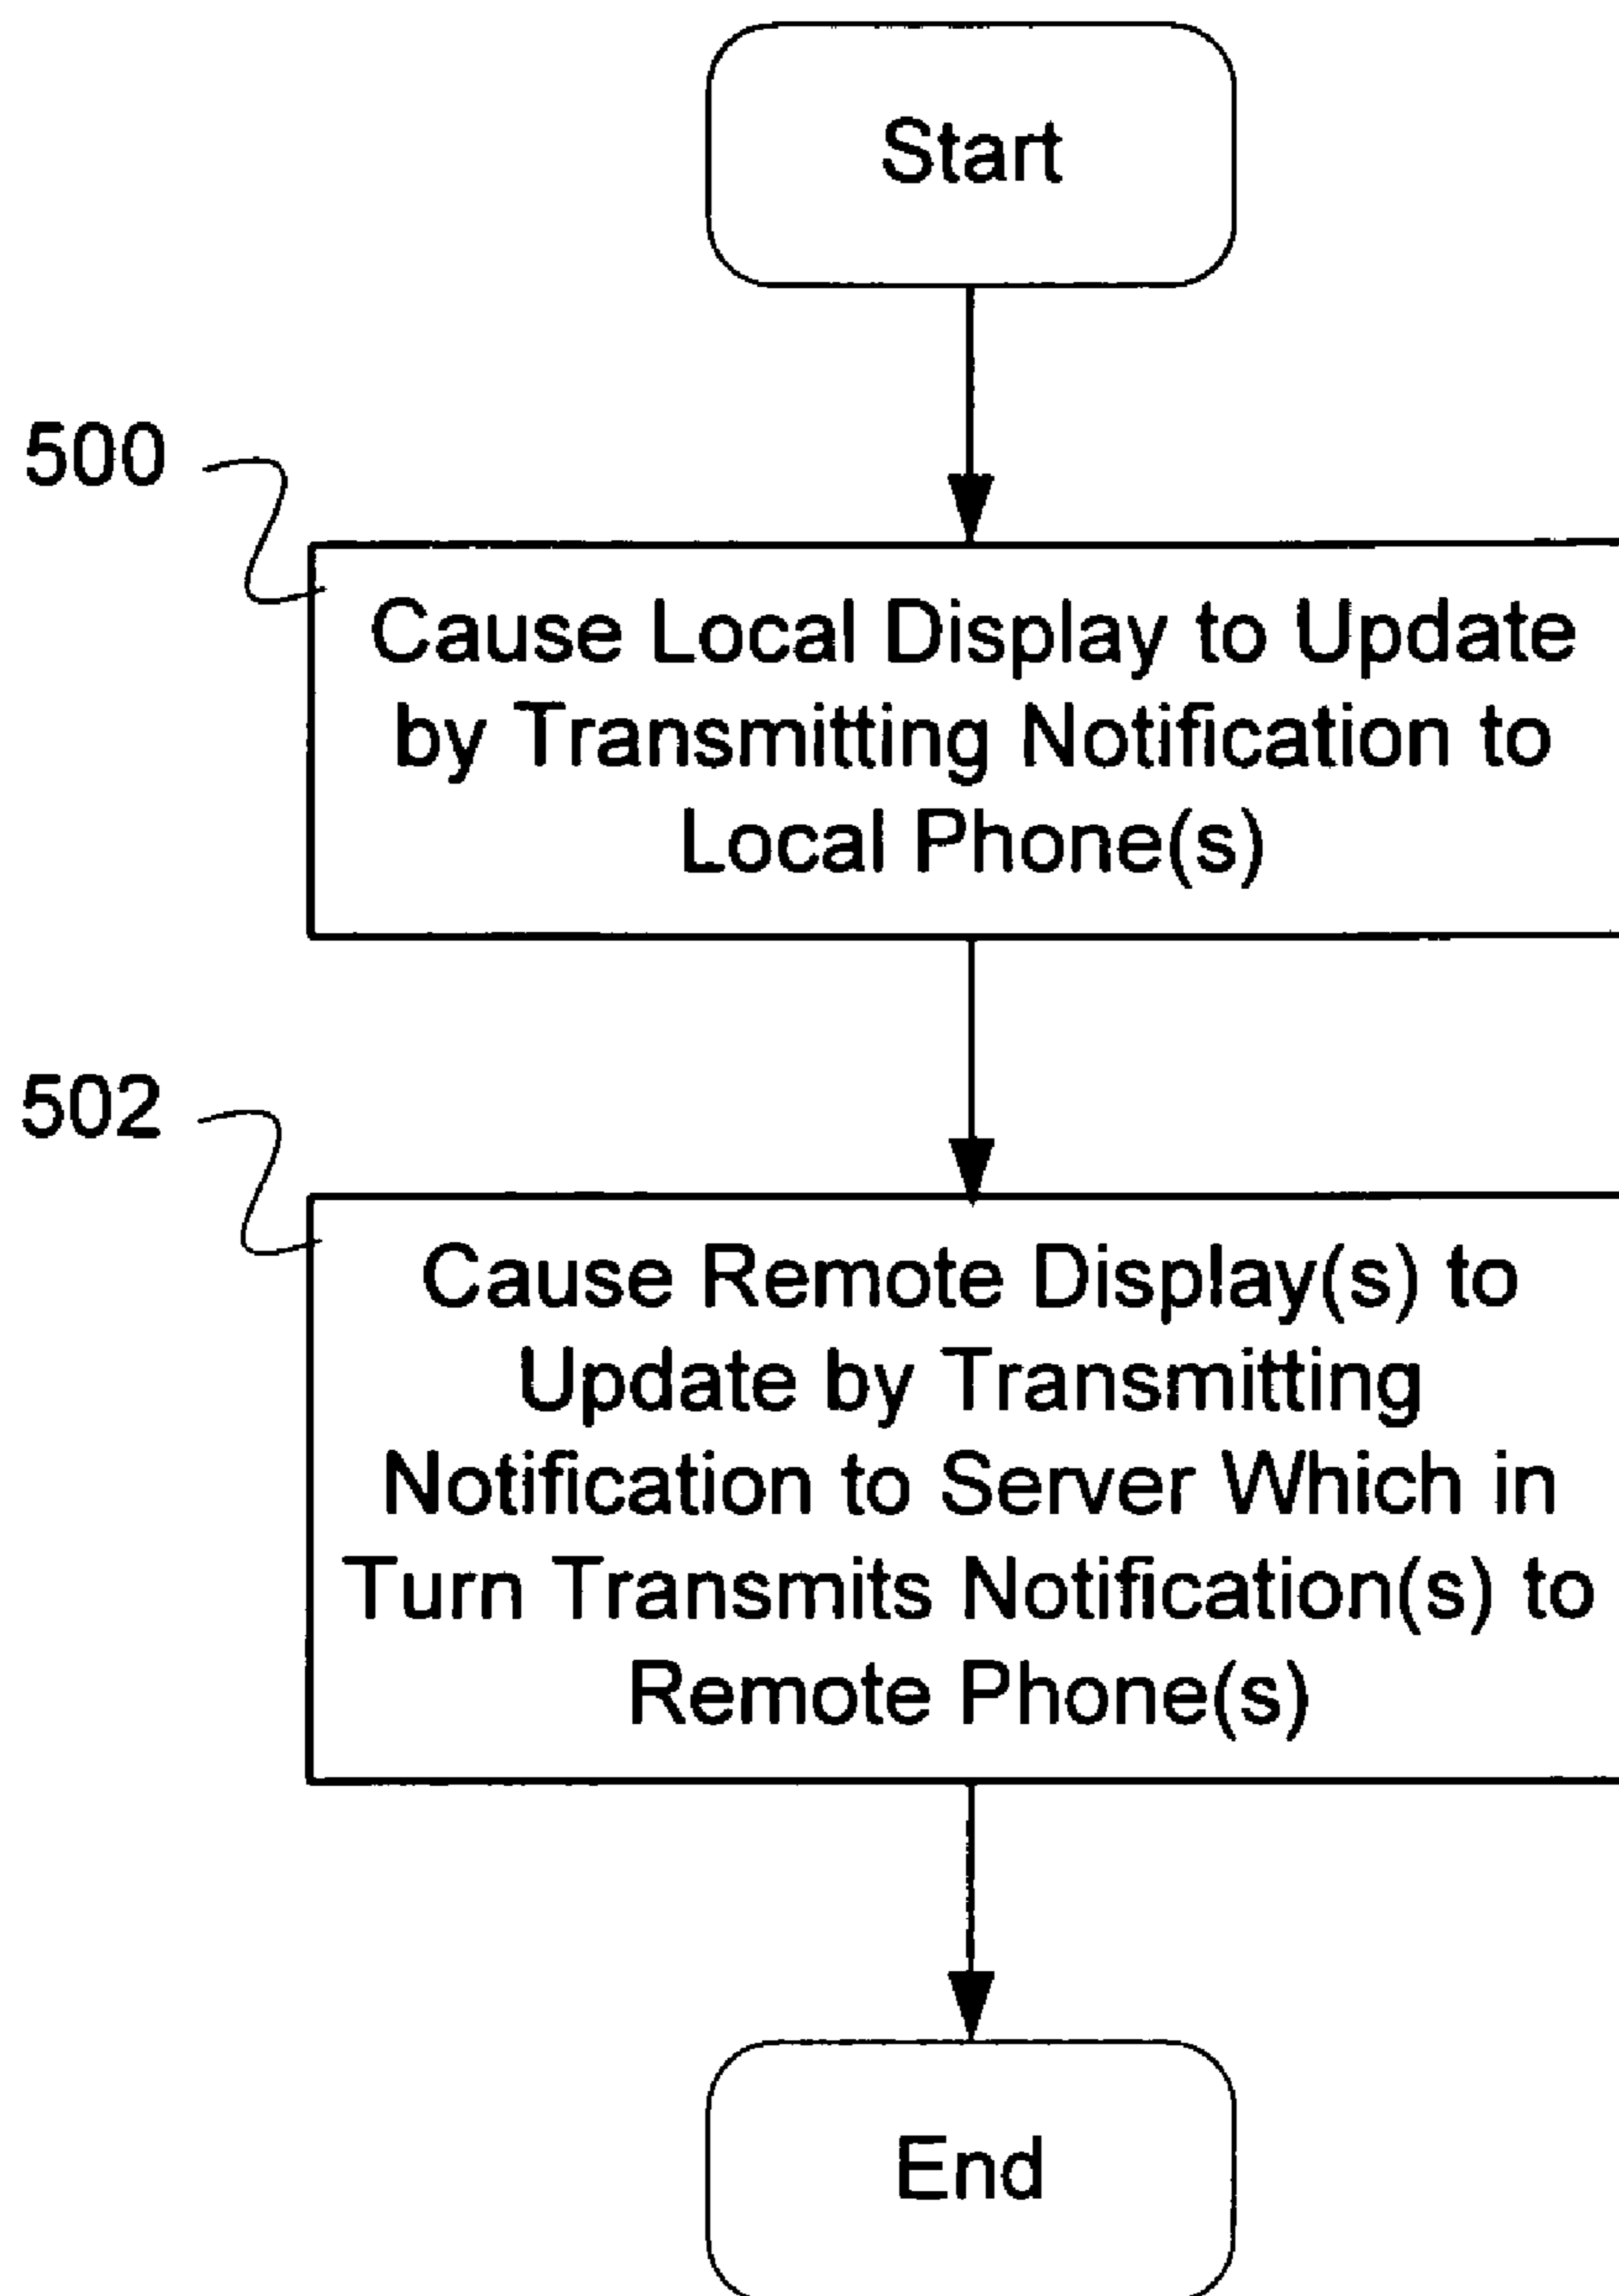 Start
500
Cause Local Display to Update
by Transmitting Notification to
Local Phone(s)
502
Cause Remote Display(s) to
Update by Transmitting
Notification to Server Which in
Turn Transmits Notification(s) to
Remote Phone(s)
End